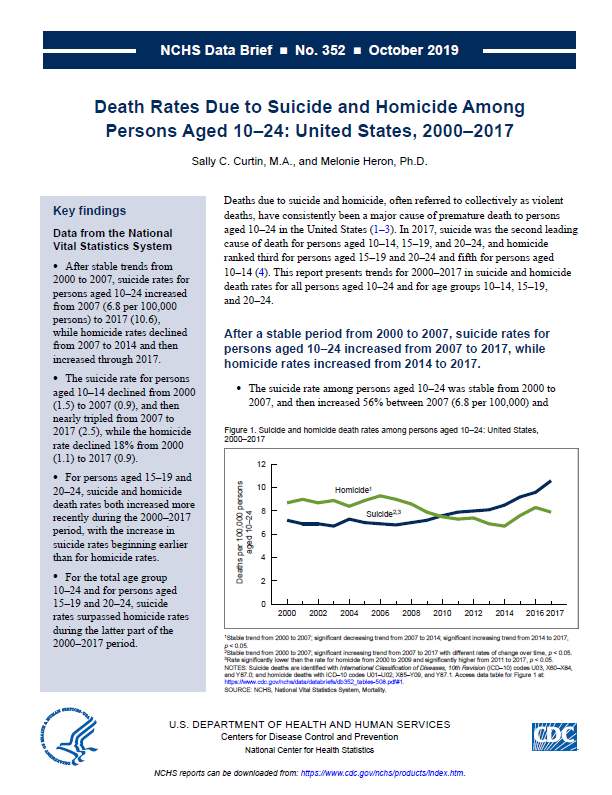 NCHS Data Brief ■ No. 352 ■ October 2019
Death Rates Due to Suicide and Homicide Among
Persons Aged 10–24: United States, 2000–2017
Sally C. Curtin, M.A., and Melonie Heron, Ph.D.
Key findings
Data from the National
Vital Statistics System
• After stable trends from
2000 to 2007, suicide rates for
persons aged 10–24 increased
from 2007 (6.8 per 100,000
persons) to 2017 (10.6),
while homicide rates declined
from 2007 to 2014 and then
increased through 2017.
• The suicide rate for persons
aged 10–14 declined from 2000
(1.5) to 2007 (0.9), and then
nearly tripled from 2007 to
2017 (2.5), while the homicide
rate declined 18% from 2000
(1.1) to 2017 (0.9).
• For persons aged 15–19 and
20–24, suicide and homicide
death rates both increased more
recently during the 2000–2017
period, with the increase in
suicide rates beginning earlier
than for homicide rates.
• For the total age group
10–24 and for persons aged
15–19 and 20–24, suicide
rates surpassed homicide rates
during the latter part of the
2000–2017 period.
Deaths due to suicide and homicide, often referred to collectively as violent
deaths, have consistently been a major cause of premature death to persons
aged 10–24 in the United States (1–3). In 2017, suicide was the second leading
cause of death for persons aged 10–14, 15–19, and 20–24, and homicide
ranked third for persons aged 15–19 and 20–24 and fifth for persons aged
10–14 (4). This report presents trends for 2000–2017 in suicide and homicide
death rates for all persons aged 10–24 and for age groups 10–14, 15–19,
and 20–24.
After a stable period from 2000 to 2007, suicide rates for
persons aged 10–24 increased from 2007 to 2017, while
homicide rates increased from 2014 to 2017.
• The suicide rate among persons aged 10–24 was stable from 2000 to
2007, and then increased 56% between 2007 (6.8 per 100,000) and
Figure 1. Suicide and homicide death rates among persons aged 10–24: United States,
2000–2017
Deaths per 100,000 persons
aged 10–24
12
10
8
6
4
2
0
Homicide¹
Suicide²,³
2000 2002 2004 2006 2008 2010 2012 2014 2016 2017
¹Stable trend from 2000 to 2007; significant decreasing trend from 2007 to 2014; significant increasing trend from 2014 to 2017,
p < 0.05.
²Stable trend from 2000 to 2007; significant increasing trend from 2007 to 2017 with different rates of change over time, p < 0.05.
³Rate significantly lower than the rate for homicide from 2000 to 2009 and significantly higher from 2011 to 2017, p < 0.05.
NOTES: Suicide deaths are identified with International Classification of Diseases, 10th Revision (ICD–10) codes U03, X60–X84,
and Y87.0; and homicide deaths with ICD–10 codes U01–U02, X85–Y09, and Y87.1. Access data table for Figure 1 at:
https://www.cdc.gov/nchs/data/databriefs/db352_tables-508.pdf#1.
SOURCE: NCHS, National Vital Statistics System, Mortality.
U.S. DEPARTMENT OF HEALTH AND HUMAN SERVICES
Centers for Disease Control and Prevention
National Center for Health Statistics
CDC
NCHS reports can be downloaded from: https://www.cdc.gov/nchs/products/index.htm.